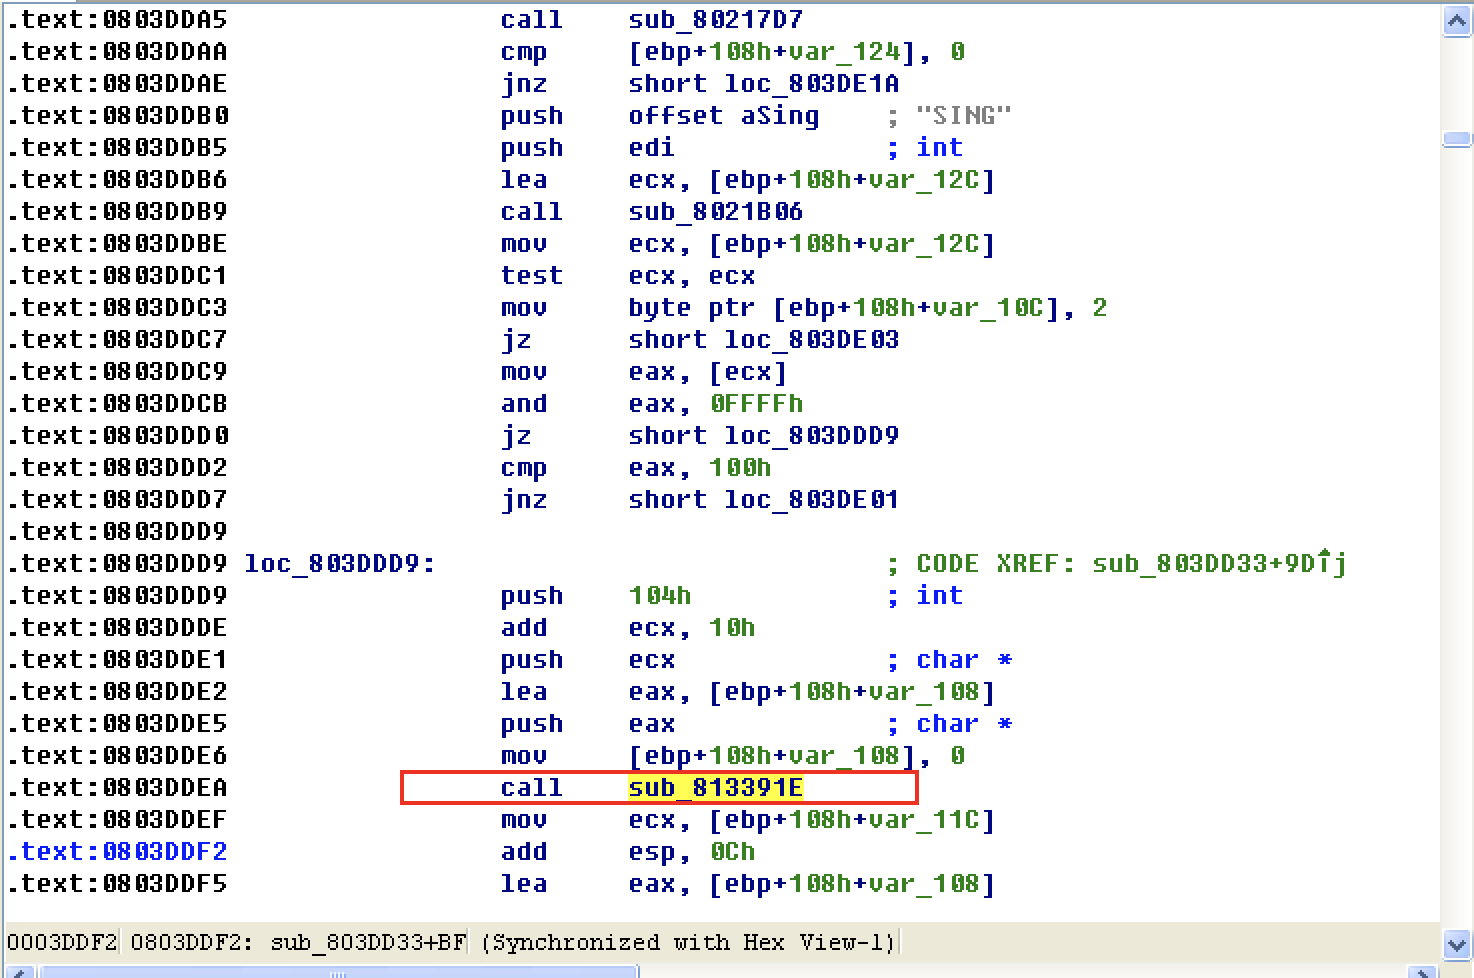 .text:0803DDA5 call sub_80217D7
.text:0803DDAA cmp [ebp+108h+var_124], 0
.text:0803DDAE jnz short loc_803DE1A
.text:0803DDB0 push offset aSing ; "SING"
.text:0803DDB5 push edi ; int
.text:0803DDB6 lea ecx, [ebp+108h+var_12C]
.text:0803DDB9 call sub_8021B06
.text:0803DDBE mov ecx, [ebp+108h+var_12C]
.text:0803DDC1 test ecx, ecx
.text:0803DDC3 mov byte ptr [ebp+108h+var_10C], 2
.text:0803DDC7 jz short loc_803DE03
.text:0803DDC9 mov eax, [ecx]
.text:0803DDCB and eax, 0FFFFh
.text:0803DDD0 jz short loc_803DDD9
.text:0803DDD2 cmp eax, 100h
.text:0803DDD7 jnz short loc_803DE01
.text:0803DDD9
.text:0803DDD9 loc_803DDD9: ; CODE XREF: sub_803DD33+9D↑j
.text:0803DDD9 push 104h ; int
.text:0803DDDE add ecx, 10h
.text:0803DDE1 push ecx ; char *
.text:0803DDE2 lea eax, [ebp+108h+var_108]
.text:0803DDE5 push eax ; char *
.text:0803DDE6 mov [ebp+108h+var_108], 0
.text:0803DDEA call sub_813391E
.text:0803DDEF mov ecx, [ebp+108h+var_11C]
.text:0803DDF2 add esp, 0Ch
.text:0803DDF5 lea eax, [ebp+108h+var_108]
0003DDF2 0803DDF2: sub_803DD33+BF (Synchronized with Hex View-1)